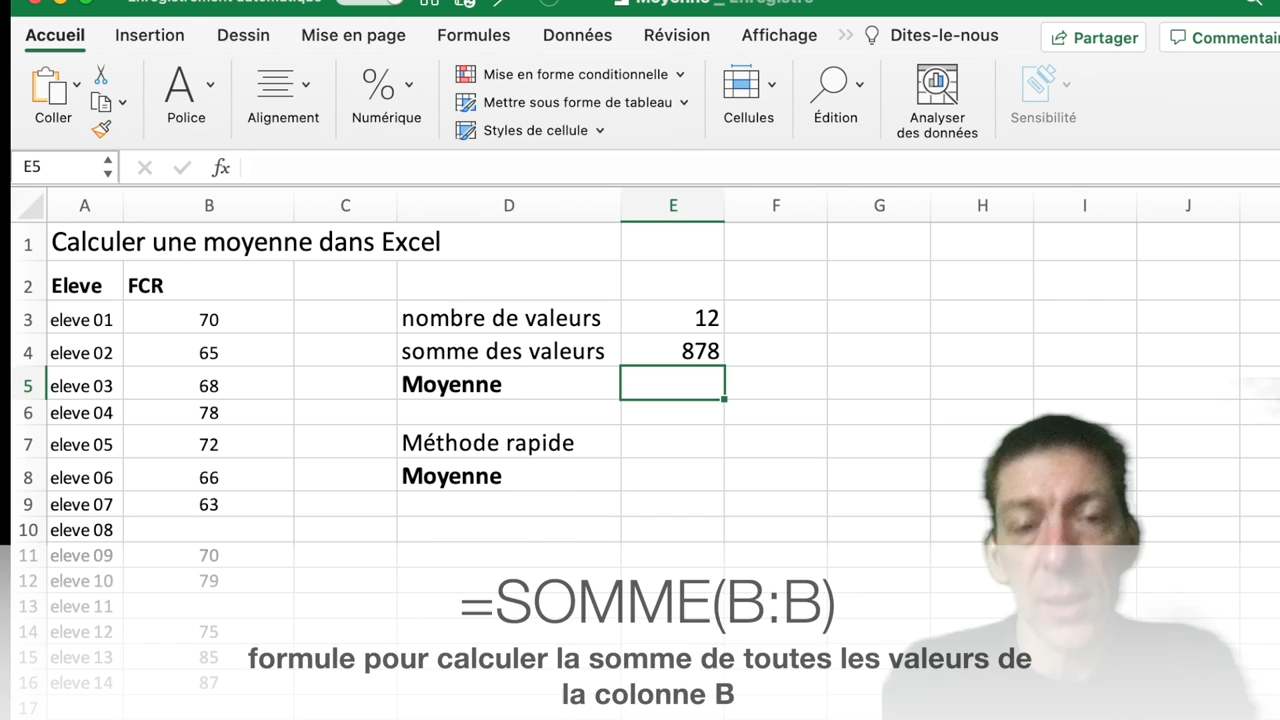 Enregistrement automatique
Moyenne _ Enregistré
Accueil Insertion Dessin Mise en page Formules Données Révision Affichage Dites-le-nous Partager Commentai
Coller Police Alignement Numérique
Mise en forme conditionnelle
Mettre sous forme de tableau
Styles de cellule
Cellules Édition Analyser des données Sensibilité
E5 fx
A B C D E F G H I J
1 Calculer une moyenne dans Excel
2 Eleve FCR
3 eleve 01 70 nombre de valeurs 12
4 eleve 02 65 somme des valeurs 878
5 eleve 03 68 Moyenne
6 eleve 04 78
7 eleve 05 72 Méthode rapide
8 eleve 06 66 Moyenne
9 eleve 07 63
10 eleve 08
11 eleve 09 70
12 eleve 10 79
13 eleve 11
14 eleve 12 75
15 eleve 13 85
16 eleve 14 87
17
=SOMME(B:B)
formule pour calculer la somme de toutes les valeurs de
la colonne B